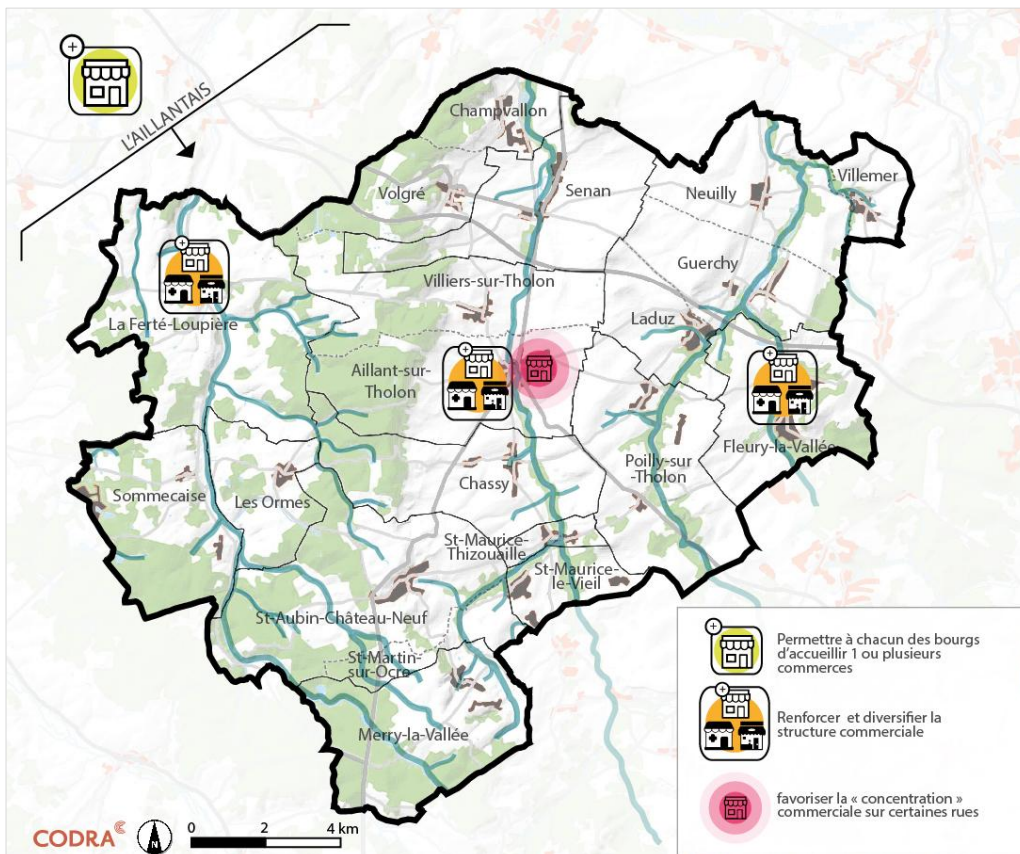 L'AILLANTAIS
Champvallon
Volgré
Senan
Neuilly
Villemer
Guerchy
Villiers-sur-Tholon
La Ferté-Loupière
Laduz
Aillant-sur-
Tholon
Fleury-la-Vallée
Poilly-sur
-Tholon
Chassy
Sommecaise
Les Ormes
St-Maurice-
Thizouaille
St-Maurice-
le-Vieil
St-Aubin-Château-Neuf
St-Martin
-sur-Ocre
Merry-la-Vallée
Permettre à chacun des bourgs
d'accueillir 1 ou plusieurs
commerces
Renforcer et diversifier la
structure commerciale
favoriser la « concentration »
commerciale sur certaines rues
CODRA
N
0 2 4 km